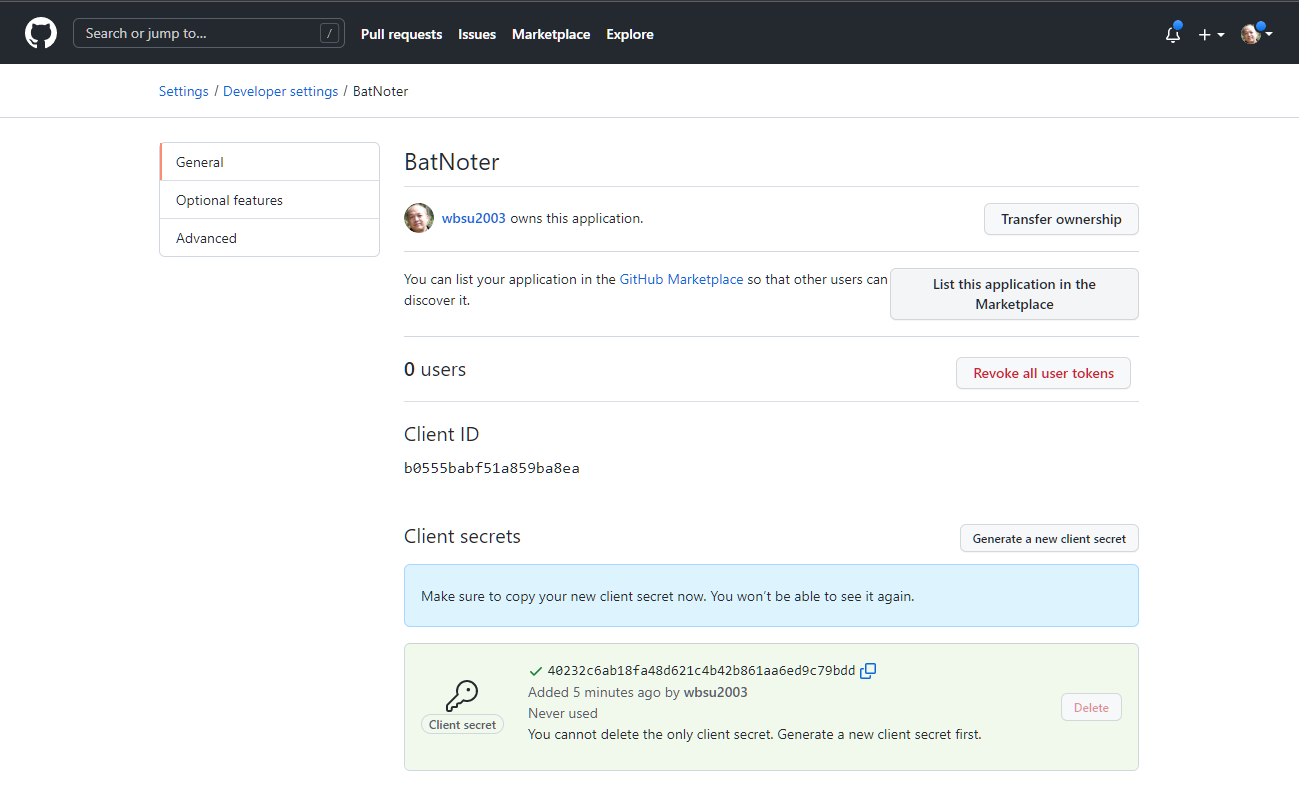 Search or jump to... / Pull requests Issues Marketplace Explore
Settings / Developer settings / BatNoter
General
Optional features
Advanced
BatNoter
wbsu2003 owns this application.
Transfer ownership
You can list your application in the GitHub Marketplace so that other users can
discover it.
List this application in the
Marketplace
0 users
Revoke all user tokens
Client ID
b0555babf51a859ba8ea
Client secrets
Generate a new client secret
Make sure to copy your new client secret now. You won't be able to see it again.
40232c6ab18fa48d621c4b42b861aa6ed9c79bdd
Added 5 minutes ago by wbsu2003
Never used
You cannot delete the only client secret. Generate a new client secret first.
Client secret
Delete